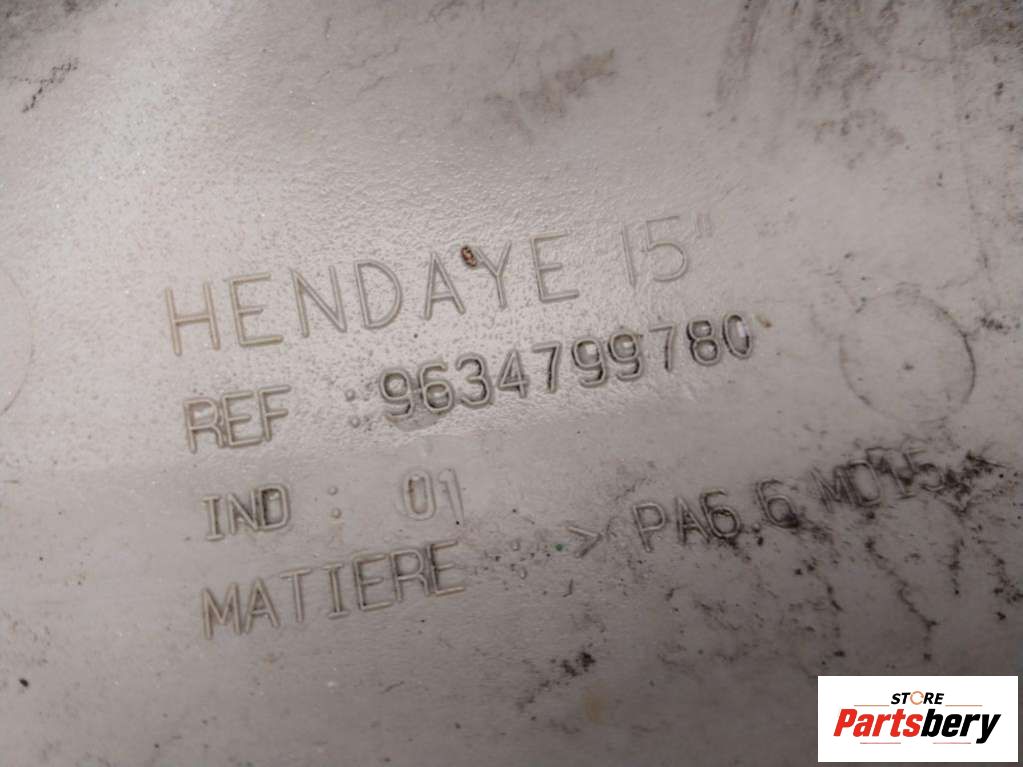 HENDAYE 15"
REF : 9634799780
IND : 01
MATIERE : > PA6.6 MD15
STORE
Partsbery